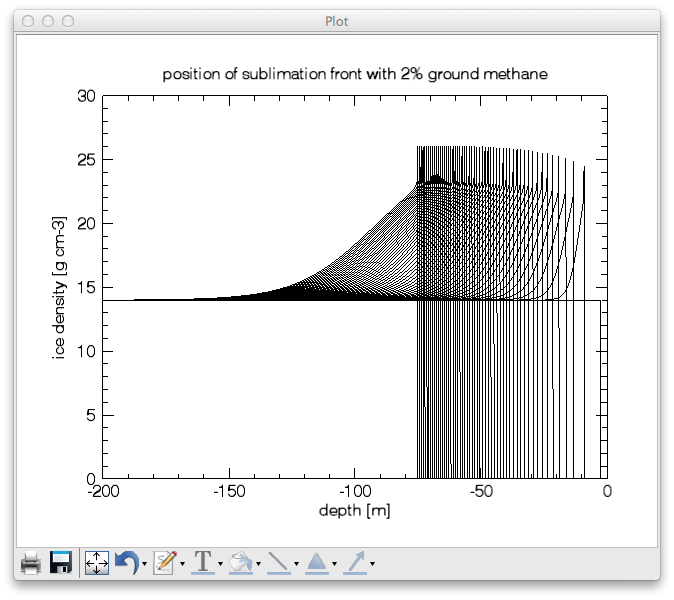 Plot
position of sublimation front with 2% ground methane
30
25
20
15
10
5
0
ice density [g cm-3]
-200 -150 -100 -50 0
depth [m]
T